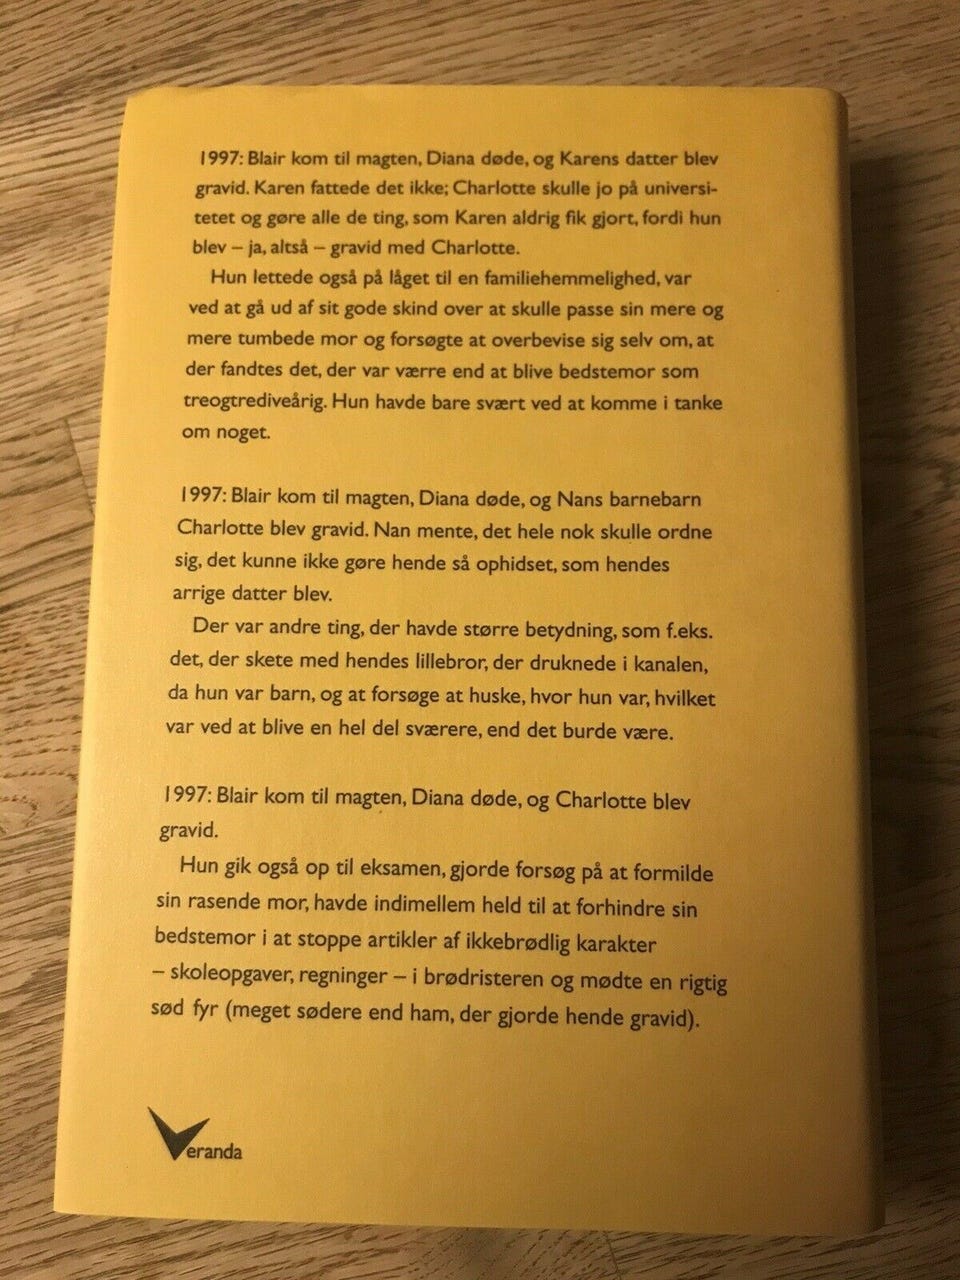 1997: Blair kom til magten, Diana døde, og Karens datter blev
gravid. Karen fattede det ikke; Charlotte skulle jo på universi-
tetet og gøre alle de ting, som Karen aldrig fik gjort, fordi hun
blev – ja, altså – gravid med Charlotte.
Hun lettede også på låget til en familiehemmelighed, var
ved at gå ud af sit gode skind over at skulle passe sin mere og
mere tumbede mor og forsøgte at overbevise sig selv om, at
der fandtes det, der var værre end at blive bedstemor som
treogtrediveårig. Hun havde bare svært ved at komme i tanke
om noget.
1997: Blair kom til magten, Diana døde, og Nans barnebarn
Charlotte blev gravid. Nan mente, det hele nok skulle ordne
sig, det kunne ikke gøre hende så ophidset, som hendes
arrige datter blev.
Der var andre ting, der havde større betydning, som f.eks.
det, der skete med hendes lillebror, der druknede i kanalen,
da hun var barn, og at forsøge at huske, hvor hun var, hvilket
var ved at blive en hel del sværere, end det burde være.
1997: Blair kom til magten, Diana døde, og Charlotte blev
gravid.
Hun gik også op til eksamen, gjorde forsøg på at formilde
sin rasende mor, havde indimellem held til at forhindre sin
bedstemor i at stoppe artikler af ikkebrødlig karakter
– skoleopgaver, regninger – i brødristeren og mødte en rigtig
sød fyr (meget sødere end ham, der gjorde hende gravid).
Veranda